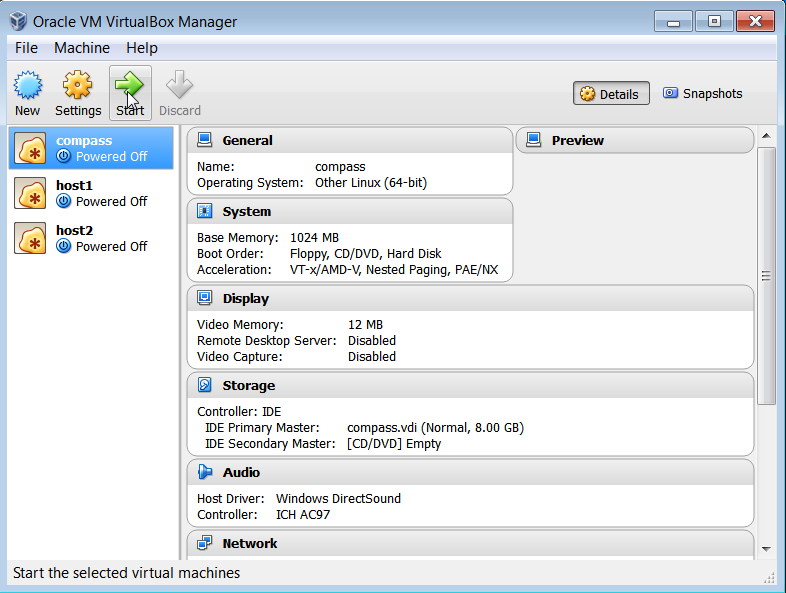 Oracle VM VirtualBox Manager
File Machine Help
New Settings Start Discard
Details Snapshots
compass
Powered Off
host1
Powered Off
host2
Powered Off
General
Name: compass
Operating System: Other Linux (64-bit)
Preview
System
Base Memory: 1024 MB
Boot Order: Floppy, CD/DVD, Hard Disk
Acceleration: VT-x/AMD-V, Nested Paging, PAE/NX
Display
Video Memory: 12 MB
Remote Desktop Server: Disabled
Video Capture: Disabled
Storage
Controller: IDE
IDE Primary Master: compass.vdi (Normal, 8.00 GB)
IDE Secondary Master: [CD/DVD] Empty
Audio
Host Driver: Windows DirectSound
Controller: ICH AC97
Network
Start the selected virtual machines